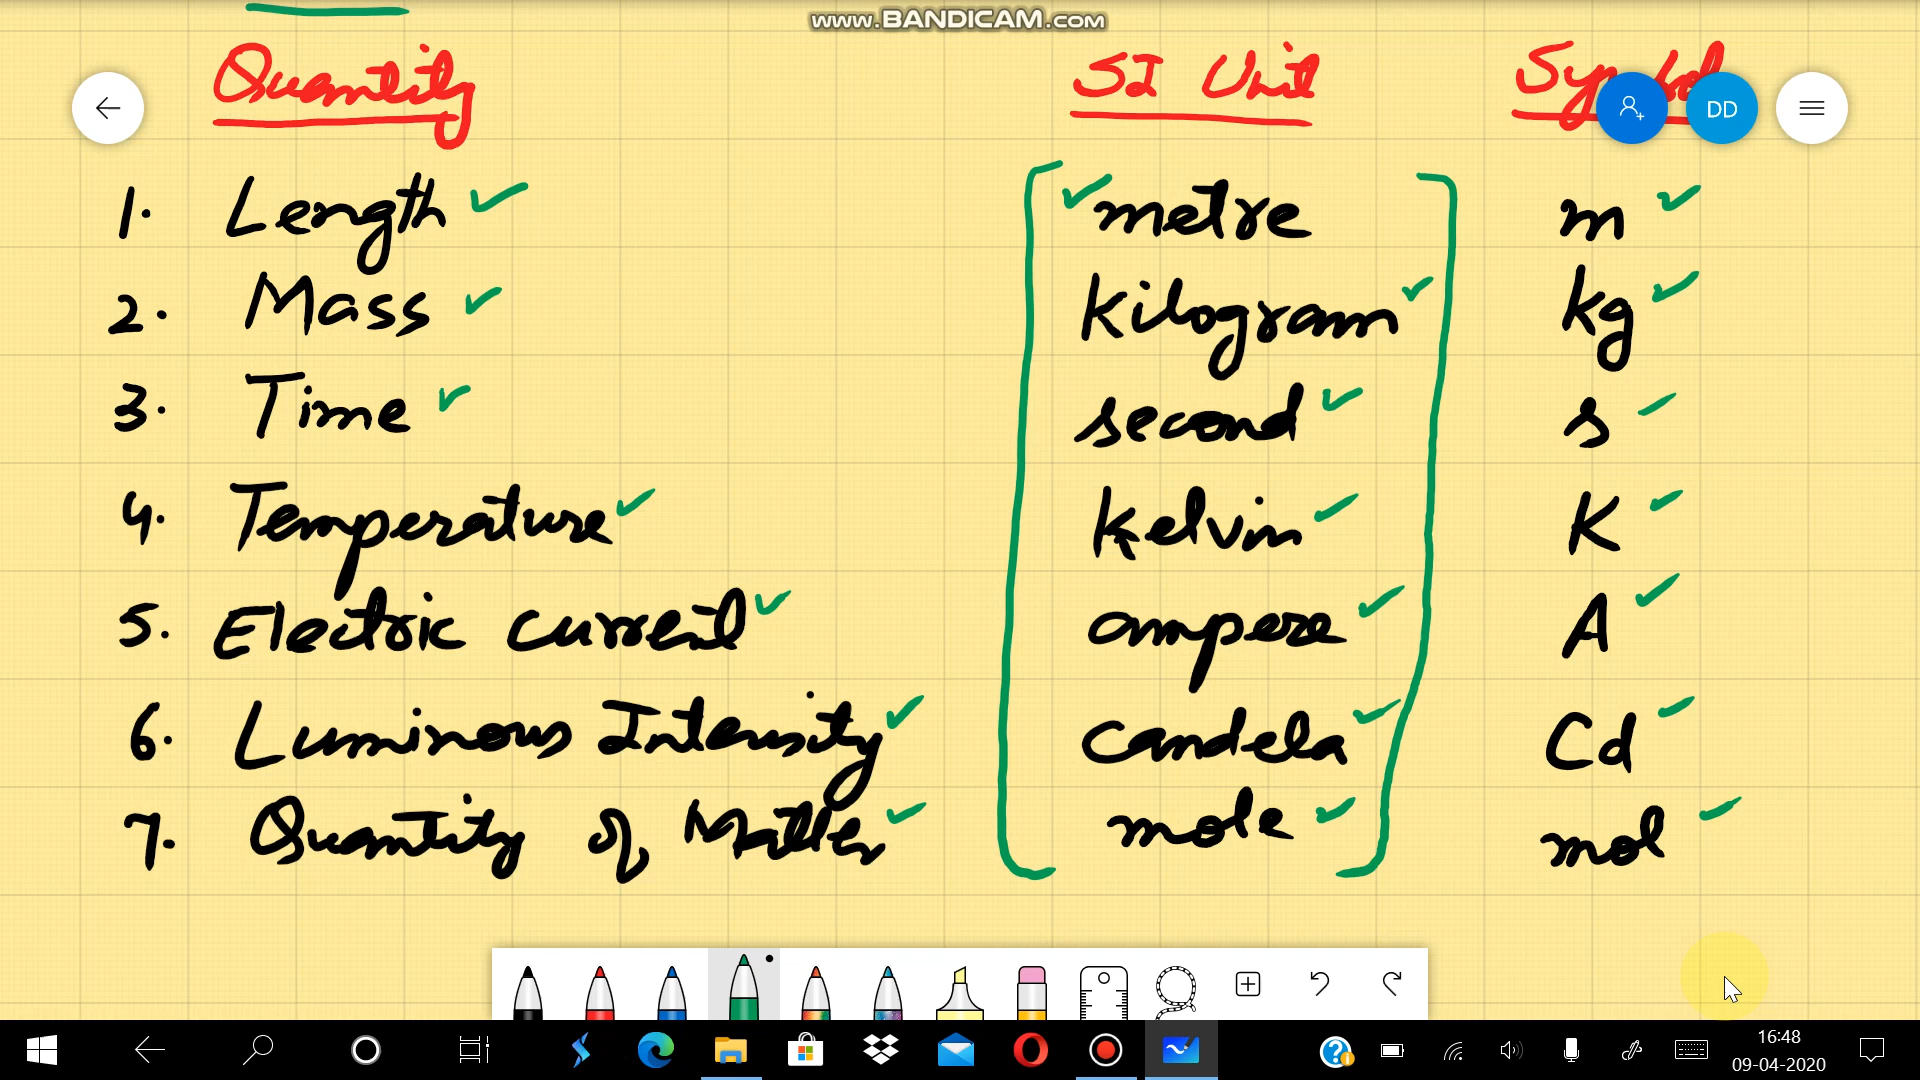 www.BANDICAM.com
Quantity SI Unit Symbol
DD
1. Length metre m
2. Mass kilogram kg
3. Time second s
4. Temperature kelvin K
5. Electric current ampere A
6. Luminous Intensity candela Cd
7. Quantity of Matter mole mol
16:48
09-04-2020